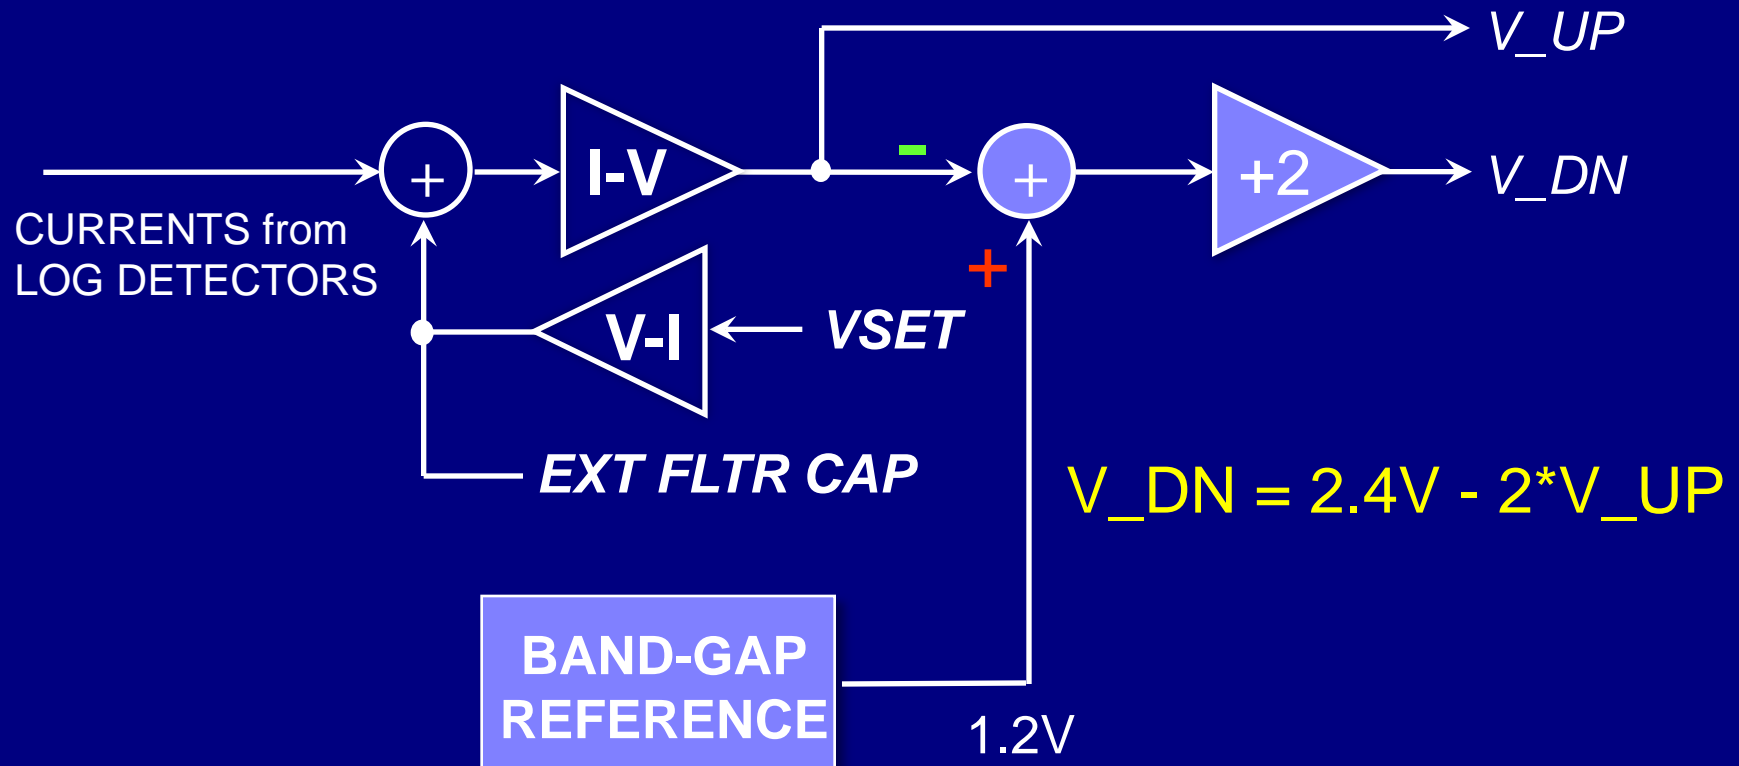 V_UP
-
+
I-V
+
+2
V_DN
CURRENTS from
LOG DETECTORS
+
V-I
VSET
EXT FLTR CAP
V_DN = 2.4V - 2*V_UP
BAND-GAP
REFERENCE
1.2V